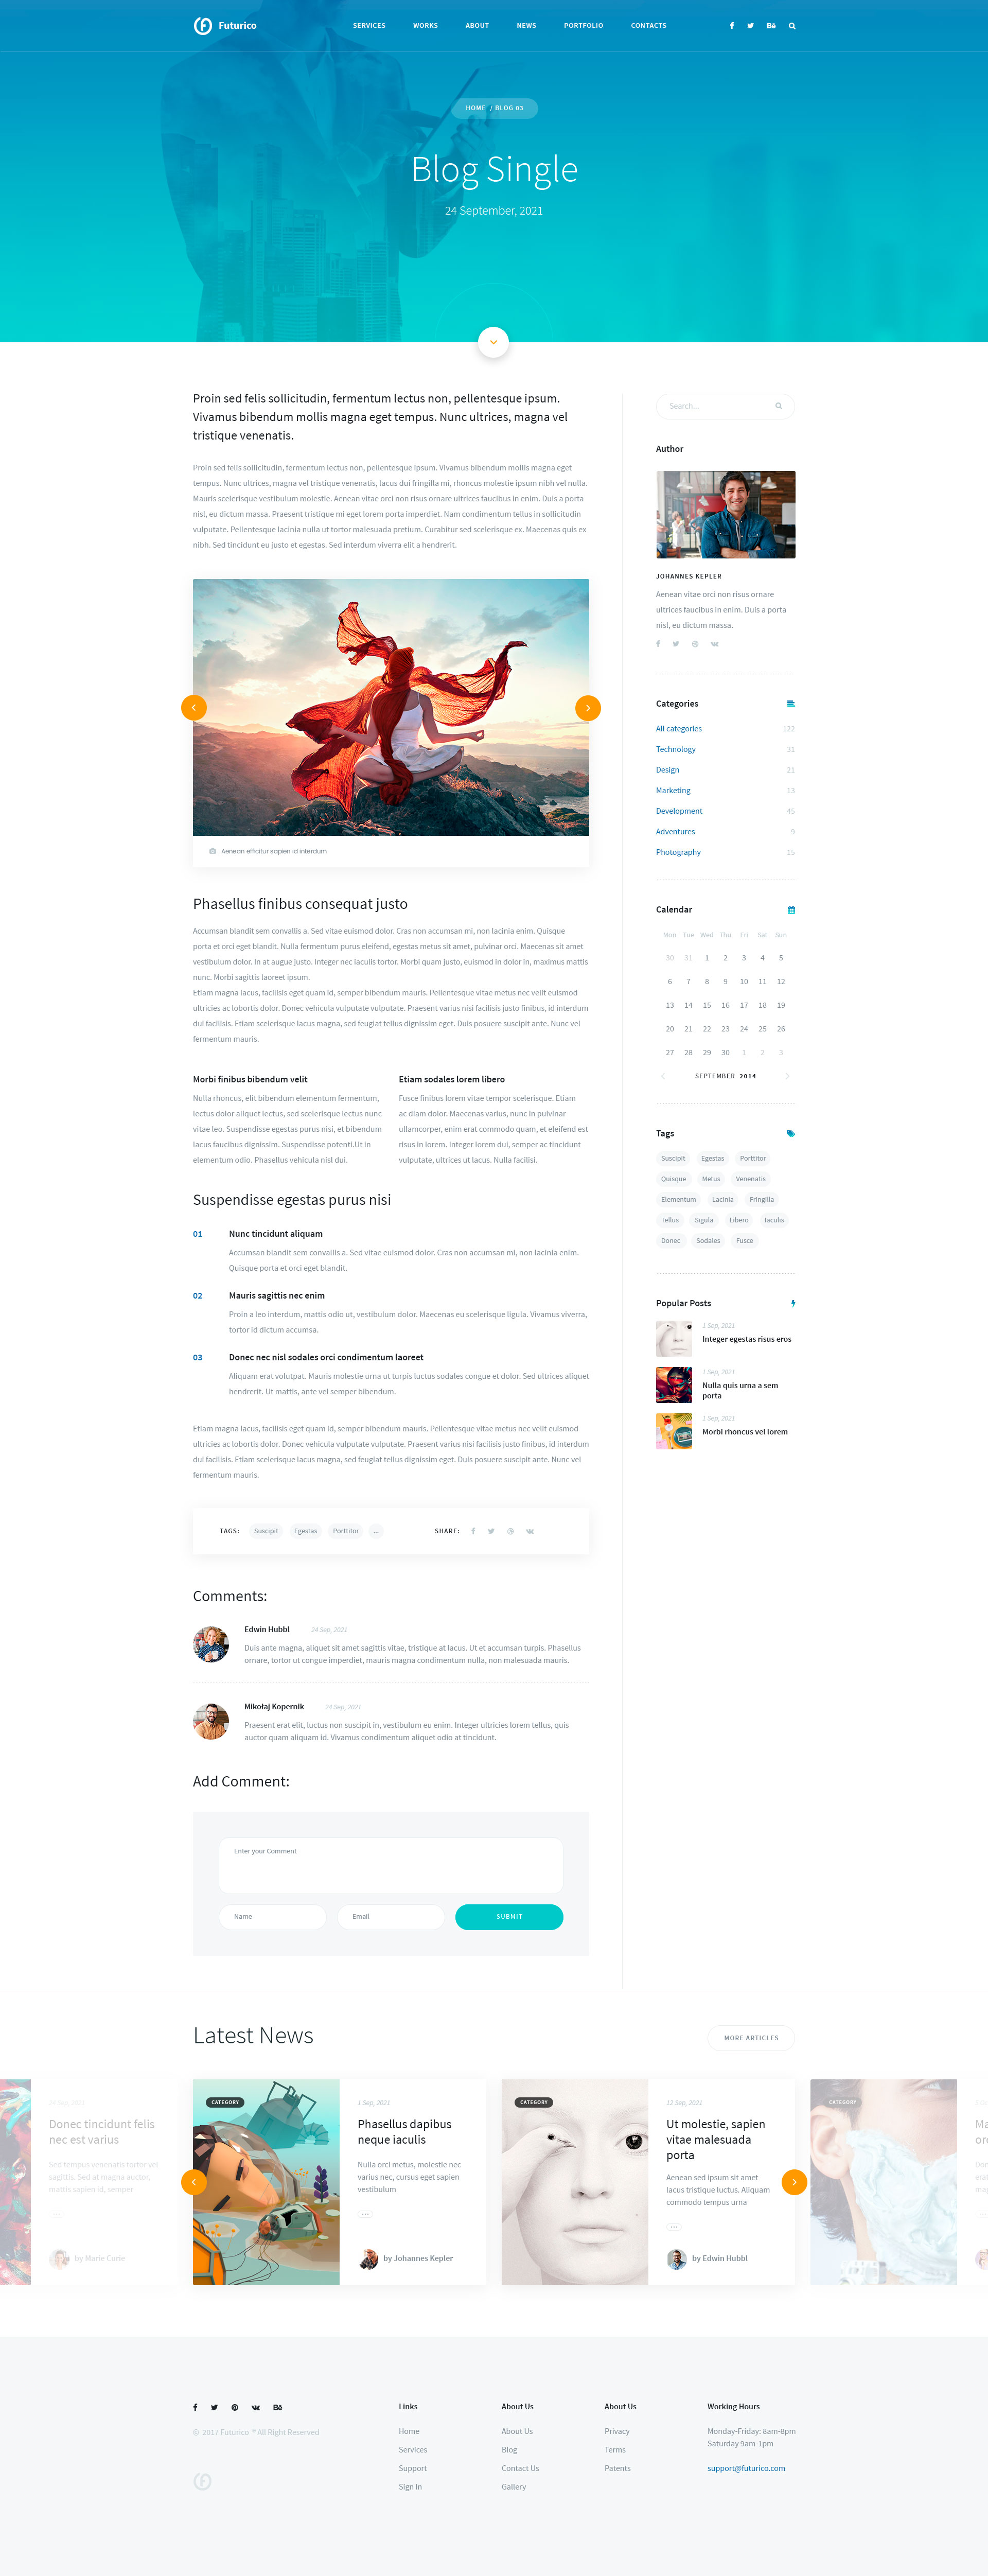 Futurico
SERVICES
WORKS
ABOUT
NEWS
PORTFOLIO
CONTACTS
HOME / BLOG 03
Blog Single
24 September, 2021
Proin sed felis sollicitudin, fermentum lectus non, pellentesque ipsum.
Vivamus bibendum mollis magna eget tempus. Nunc ultrices, magna vel
tristique venenatis.
Proin sed felis sollicitudin, fermentum lectus non, pellentesque ipsum. Vivamus bibendum mollis magna eget
tempus. Nunc ultrices, magna vel tristique venenatis, lacus dui fringilla mi, rhoncus molestie ipsum nibh vel nulla.
Mauris scelerisque vestibulum molestie. Aenean vitae orci non risus ornare ultrices faucibus in enim. Duis a porta
nisl, eu dictum massa. Praesent tristique mi eget lorem porta imperdiet. Nam condimentum tellus in sollicitudin
vulputate. Pellentesque lacinia nulla ut tortor malesuada pretium. Curabitur sed scelerisque ex. Maecenas quis ex
nibh. Sed tincidunt eu justo et egestas. Sed interdum viverra elit a hendrerit.
Aenean efficitur sapien id interdum
Phasellus finibus consequat justo
Accumsan blandit sem convallis a. Sed vitae euismod dolor. Cras non accumsan mi, non lacinia enim. Quisque
porta et orci eget blandit. Nulla fermentum purus eleifend, egestas metus sit amet, pulvinar orci. Maecenas sit amet
vestibulum dolor. In at augue justo. Integer nec iaculis tortor. Morbi quam justo, euismod in dolor in, maximus mattis
nunc. Morbi sagittis laoreet ipsum.
Etiam magna lacus, facilisis eget quam id, semper bibendum mauris. Pellentesque vitae metus nec velit euismod
ultricies ac lobortis dolor. Donec vehicula vulputate vulputate. Praesent varius nisi facilisis justo finibus, id interdum
dui facilisis. Etiam scelerisque lacus magna, sed feugiat tellus dignissim eget. Duis posuere suscipit ante. Nunc vel
fermentum mauris.
Morbi finibus bibendum velit
Nulla rhoncus, elit bibendum elementum fermentum,
lectus dolor aliquet lectus, sed scelerisque lectus nunc
vitae leo. Suspendisse egestas purus nisi, et bibendum
lacus faucibus dignissim. Suspendisse potenti.Ut in
elementum odio. Phasellus vehicula nisl dui.
Etiam sodales lorem libero
Fusce finibus lorem vitae tempor scelerisque. Etiam
ac diam dolor. Maecenas varius, nunc in pulvinar
ullamcorper, enim erat commodo quam, et eleifend est
risus in lorem. Integer lorem dui, semper ac tincidunt
vulputate, ultrices ut lacus. Nulla facilisi.
Suspendisse egestas purus nisi
01
Nunc tincidunt aliquam
Accumsan blandit sem convallis a. Sed vitae euismod dolor. Cras non accumsan mi, non lacinia enim.
Quisque porta et orci eget blandit.
02
Mauris sagittis nec enim
Proin a leo interdum, mattis odio ut, vestibulum dolor. Maecenas eu scelerisque ligula. Vivamus viverra,
tortor id dictum accumsa.
03
Donec nec nisl sodales orci condimentum laoreet
Aliquam erat volutpat. Mauris molestie urna ut turpis luctus sodales congue et dolor. Sed ultrices aliquet
hendrerit. Ut mattis, ante vel semper bibendum.
Etiam magna lacus, facilisis eget quam id, semper bibendum mauris. Pellentesque vitae metus nec velit euismod
ultricies ac lobortis dolor. Donec vehicula vulputate vulputate. Praesent varius nisi facilisis justo finibus, id interdum
dui facilisis. Etiam scelerisque lacus magna, sed feugiat tellus dignissim eget. Duis posuere suscipit ante. Nunc vel
fermentum mauris.
TAGS:
Suscipit
Egestas
Porttitor
...
SHARE:
Comments:
Edwin Hubbl
24 Sep, 2021
Duis ante magna, aliquet sit amet sagittis vitae, tristique at lacus. Ut et accumsan turpis. Phasellus
ornare, tortor ut congue imperdiet, mauris magna condimentum nulla, non malesuada mauris.
Mikołaj Kopernik
24 Sep, 2021
Praesent erat elit, luctus non suscipit in, vestibulum eu enim. Integer ultricies lorem tellus, quis
auctor quam aliquam id. Vivamus condimentum aliquet odio at tincidunt.
Add Comment:
Enter your Comment
Name
Email
SUBMIT
Search...
Author
JOHANNES KEPLER
Aenean vitae orci non risus ornare
ultrices faucibus in enim. Duis a porta
nisl, eu dictum massa.
Categories
All categories 122
Technology 31
Design 21
Marketing 13
Development 45
Adventures 9
Photography 15
Calendar
Mon Tue Wed Thu Fri Sat Sun
30 31 1 2 3 4 5
6 7 8 9 10 11 12
13 14 15 16 17 18 19
20 21 22 23 24 25 26
27 28 29 30 1 2 3
SEPTEMBER 2014
Tags
Suscipit Egestas Porttitor
Quisque Metus Venenatis
Elementum Lacinia Fringilla
Tellus Sigula Libero Iaculis
Donec Sodales Fusce
Popular Posts
1 Sep, 2021
Integer egestas risus eros
1 Sep, 2021
Nulla quis urna a sem
porta
1 Sep, 2021
Morbi rhoncus vel lorem
Latest News
MORE ARTICLES
Donec tincidunt felis
nec est varius
Sed tempus venenatis tortor vel
sagittis. Sed at magna auctor,
mattis sapien id, semper
by Marie Curie
CATEGORY
1 Sep, 2021
Phasellus dapibus
neque iaculis
Nulla orci metus, molestie nec
varius nec, cursus eget sapien
vestibulum
by Johannes Kepler
CATEGORY
12 Sep, 2021
Ut molestie, sapien
vitae malesuada
porta
Aenean sed ipsum sit amet
lacus tristique luctus. Aliquam
commodo tempus urna
by Edwin Hubbl
CATEGORY
© 2017 Futurico ® All Right Reserved
Links
Home
Services
Support
Sign In
About Us
About Us
Blog
Contact Us
Gallery
About Us
Privacy
Terms
Patents
Working Hours
Monday-Friday: 8am-8pm
Saturday 9am-1pm
support@futurico.com